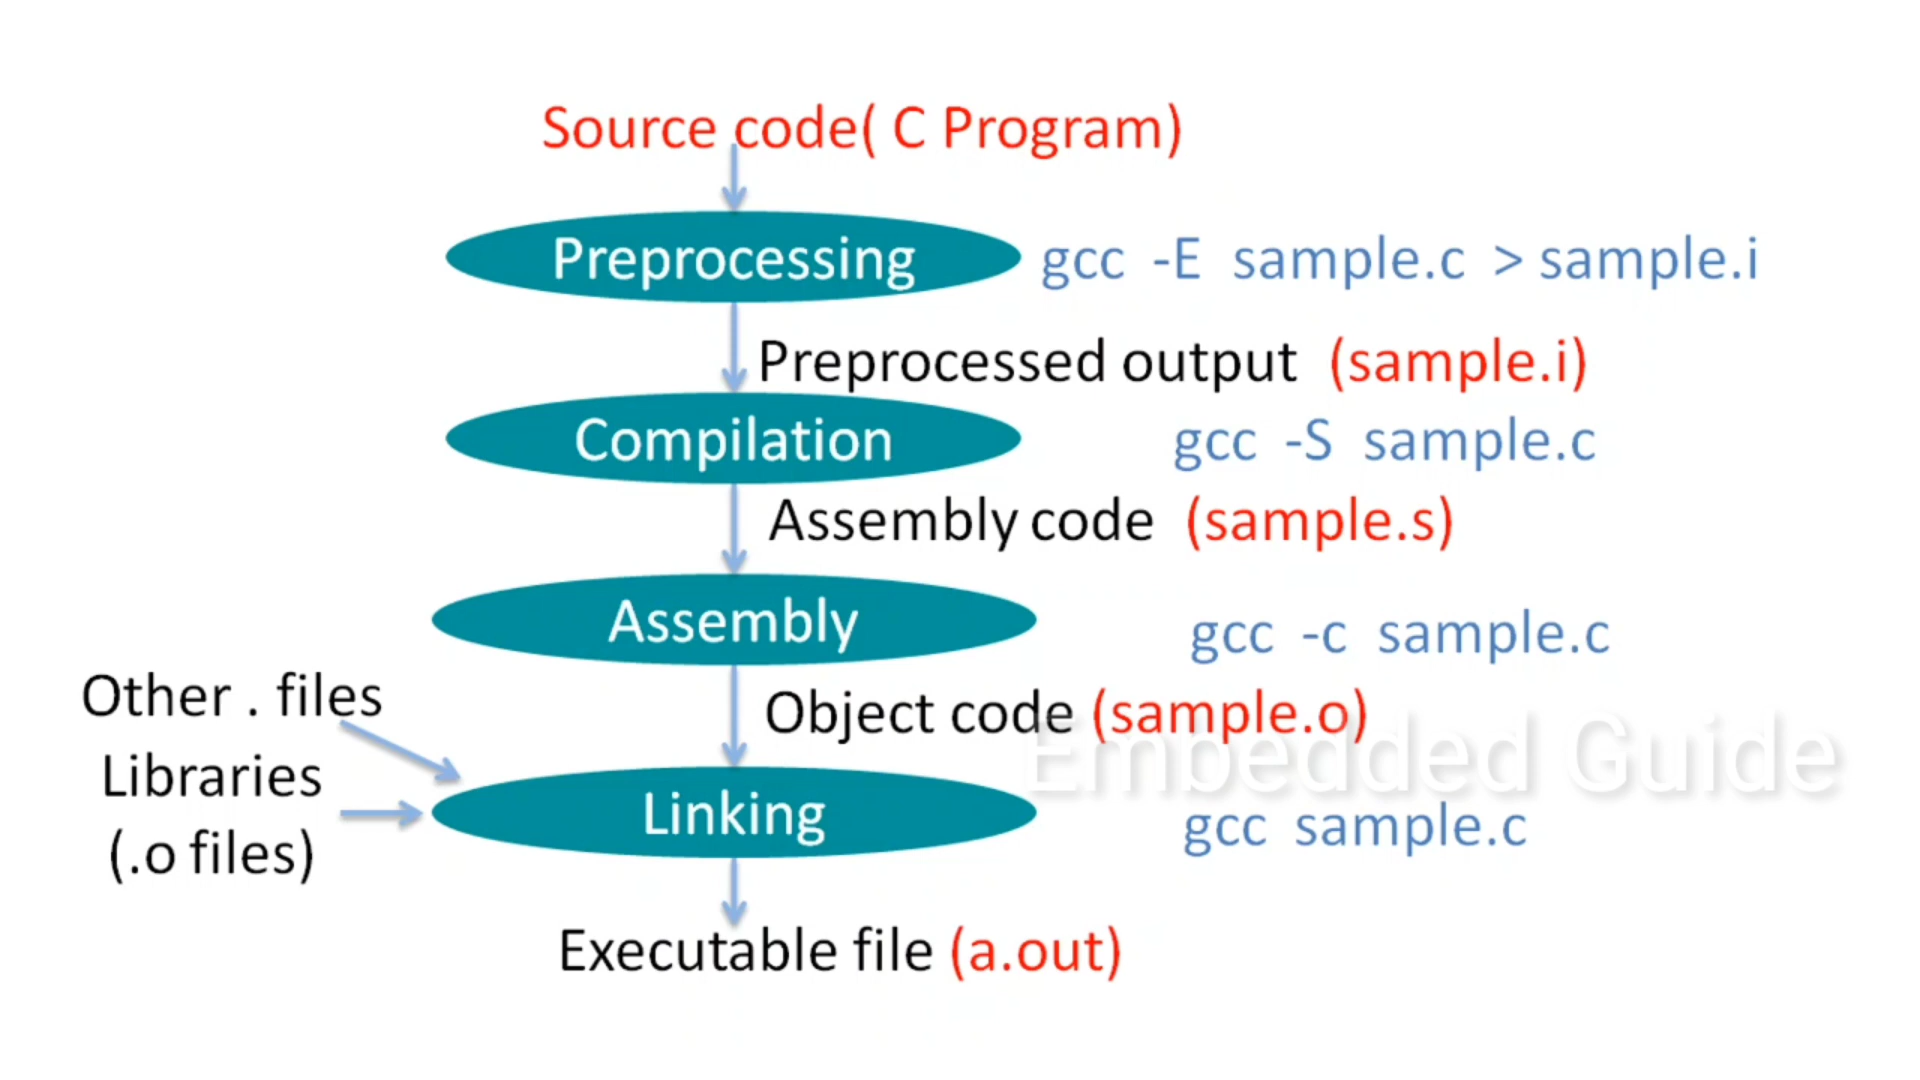 Source code( C Program)
Preprocessing
gcc -E sample.c > sample.i
Preprocessed output (sample.i)
Compilation
gcc -S sample.c
Assembly code (sample.s)
Assembly
gcc -c sample.c
Other . files
Object code (sample.o)
Embedded Guide
Libraries
(.o files)
Linking
gcc sample.c
Executable file (a.out)